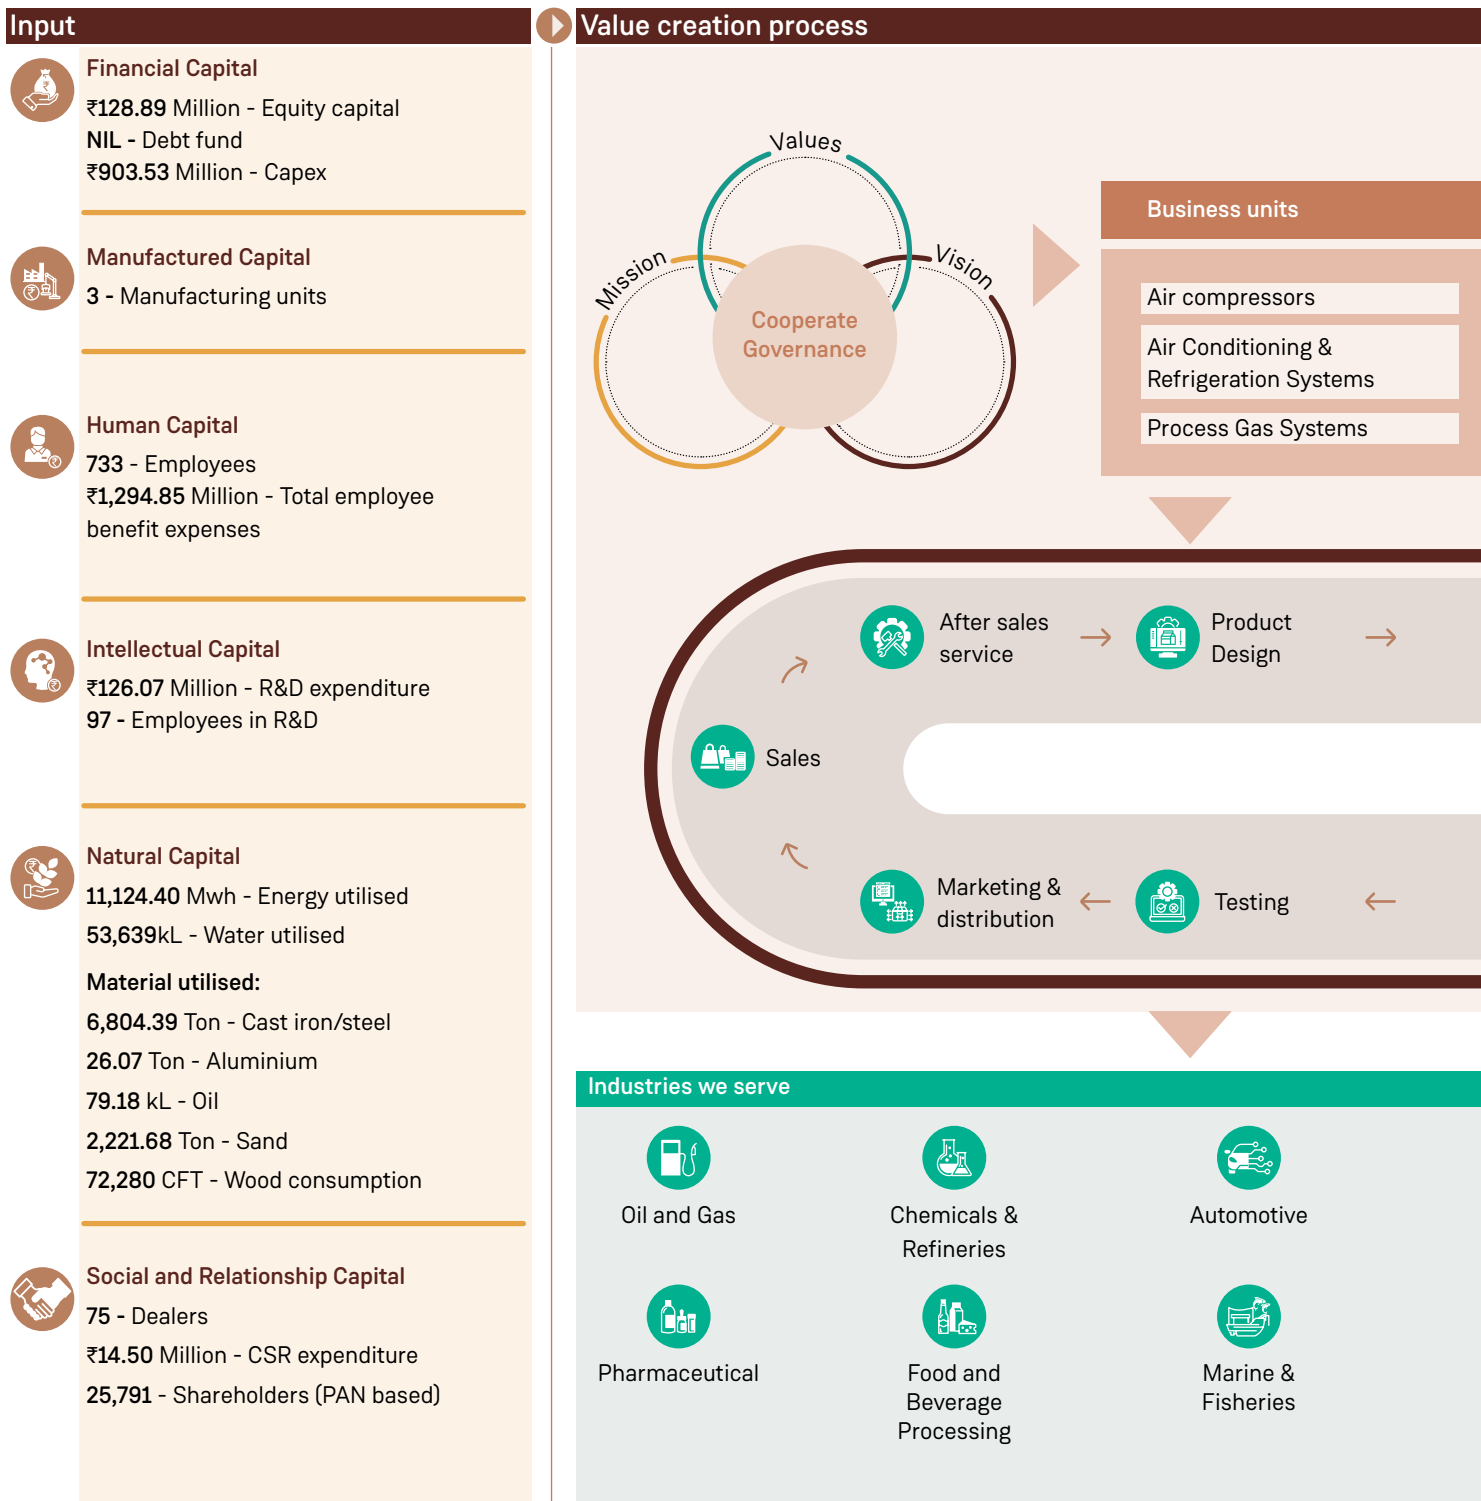 Input
Financial Capital
₹128.89 Million - Equity capital
NIL - Debt fund
₹903.53 Million - Capex
Manufactured Capital
3 - Manufacturing units
Human Capital
733 - Employees
₹1,294.85 Million - Total employee
benefit expenses
Intellectual Capital
₹126.07 Million - R&D expenditure
97 - Employees in R&D
Natural Capital
11,124.40 Mwh - Energy utilised
53,639kL - Water utilised
Material utilised:
6,804.39 Ton - Cast iron/steel
26.07 Ton - Aluminium
79.18 kL - Oil
2,221.68 Ton - Sand
72,280 CFT - Wood consumption
Social and Relationship Capital
75 - Dealers
₹14.50 Million - CSR expenditure
25,791 - Shareholders (PAN based)
Value creation process
Values
Mission
Vision
Cooperate
Governance
Business units
Air compressors
Air Conditioning &
Refrigeration Systems
Process Gas Systems
After sales
service
Product
Design
Sales
Marketing &
distribution
Testing
Industries we serve
Oil and Gas
Chemicals &
Refineries
Automotive
Pharmaceutical
Food and
Beverage
Processing
Marine &
Fisheries